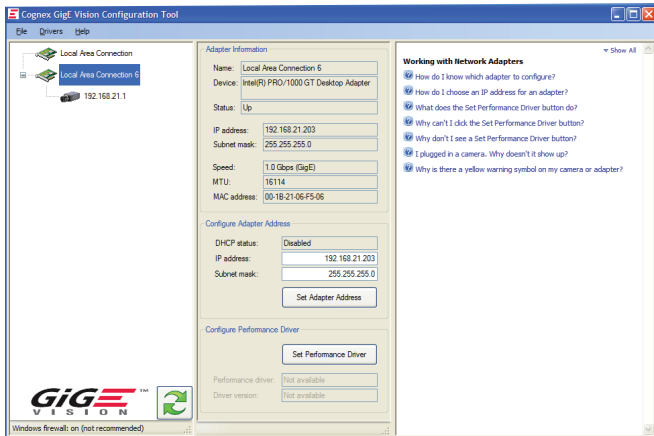 Cognex GigE Vision Configuration Tool
File Drivers Help
Local Area Connection
Local Area Connection 6
192.168.21.1
GiGE™
VISION
Windows firewall: on (not recommended)
Adapter Information
Name: Local Area Connection 6
Device: Intel(R) PRO/1000 GT Desktop Adapter
Status: Up
IP address: 192.168.21.203
Subnet mask: 255.255.255.0
Speed: 1.0 Gbps (GigE)
MTU: 16114
MAC address: 00-1B-21-06-F5-06
Configure Adapter Address
DHCP status: Disabled
IP address: 192.168.21.203
Subnet mask: 255.255.255.0
Set Adapter Address
Configure Performance Driver
Set Performance Driver
Performance driver: Not available
Driver version: Not available
Show All
Working with Network Adapters
How do I know which adapter to configure?
How do I choose an IP address for an adapter?
What does the Set Performance Driver button do?
Why can't I click the Set Performance Driver button?
Why don't I see a Set Performance Driver button?
I plugged in a camera. Why doesn't it show up?
Why is there a yellow warning symbol on my camera or adapter?